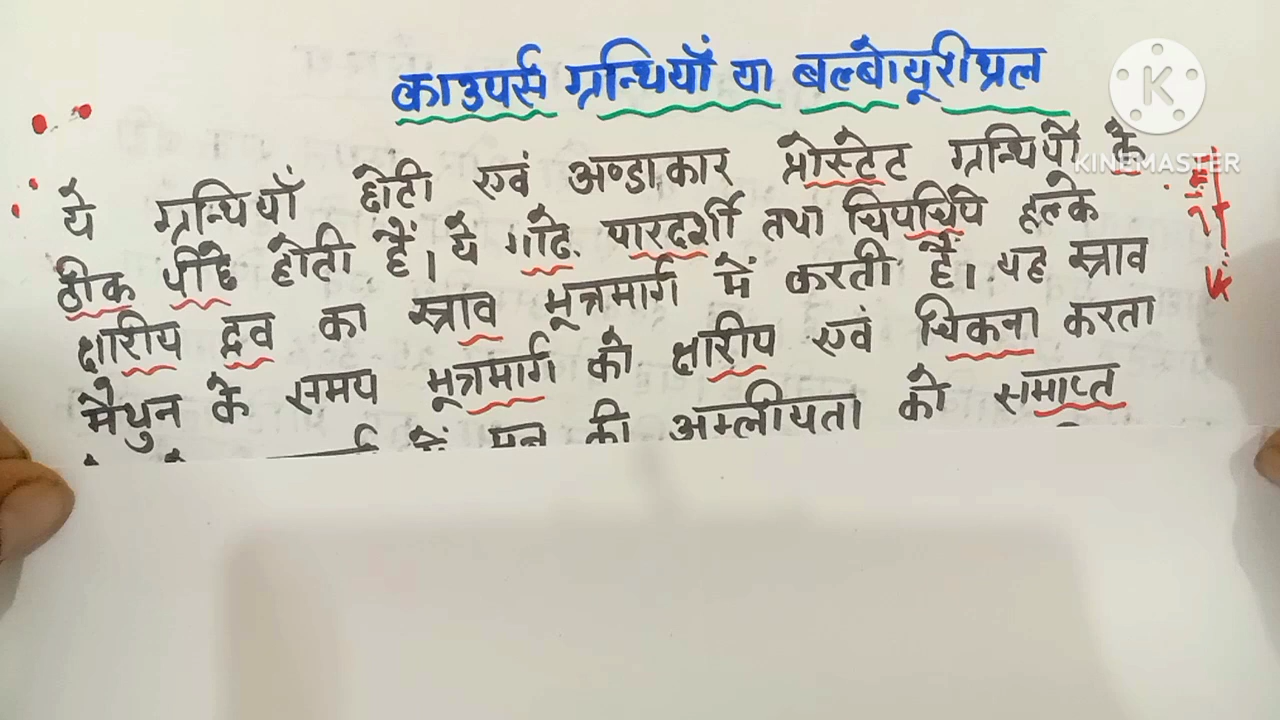 काउपर्स ग्रन्थियाँ या बल्बोयूरीथ्रल
KINEMASTER
ये ग्रन्थियाँ छोटी एवं अण्डाकार प्रोस्टेट ग्रन्थियों के
ठीक पीछे होती हैं। ये गाढे. पारदर्शी तथा चिपचिपे हल्के
क्षारीय द्रव का स्त्राव मूत्रमार्ग में करती हैं। यह स्त्राव
मैथुन के समय मूत्रमार्ग को क्षारीय एवं चिकना करता
की अम्लीयता को समाप्त